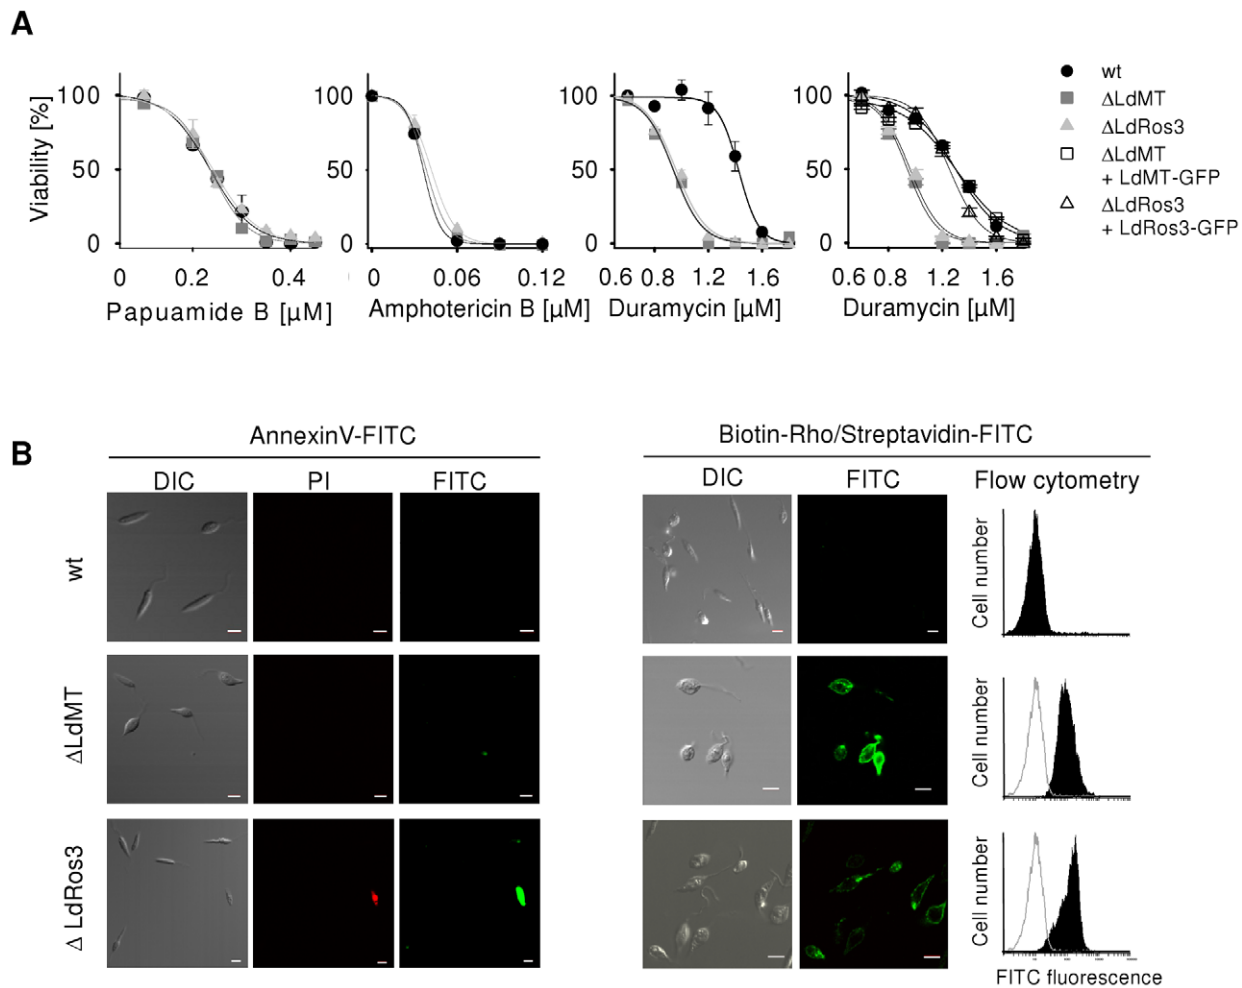 A
Viability [%]
100
50
0
0 0.2 0.4
Papuamide B [µM]
100
50
0
0 0.06 0.12
Amphotericin B [µM]
100
50
0
0.6 0.8 1.2 1.6
Duramycin [µM]
100
50
0
0.6 0.8 1.2 1.6
Duramycin [µM]
wt
ΔLdMT
ΔLdRos3
ΔLdMT
+ LdMT-GFP
ΔLdRos3
+ LdRos3-GFP
B
AnnexinV-FITC
DIC PI FITC
Biotin-Rho/Streptavidin-FITC
DIC FITC Flow cytometry
wt
Cell number
ΔLdMT
Cell number
Δ LdRos3
Cell number
FITC fluorescence